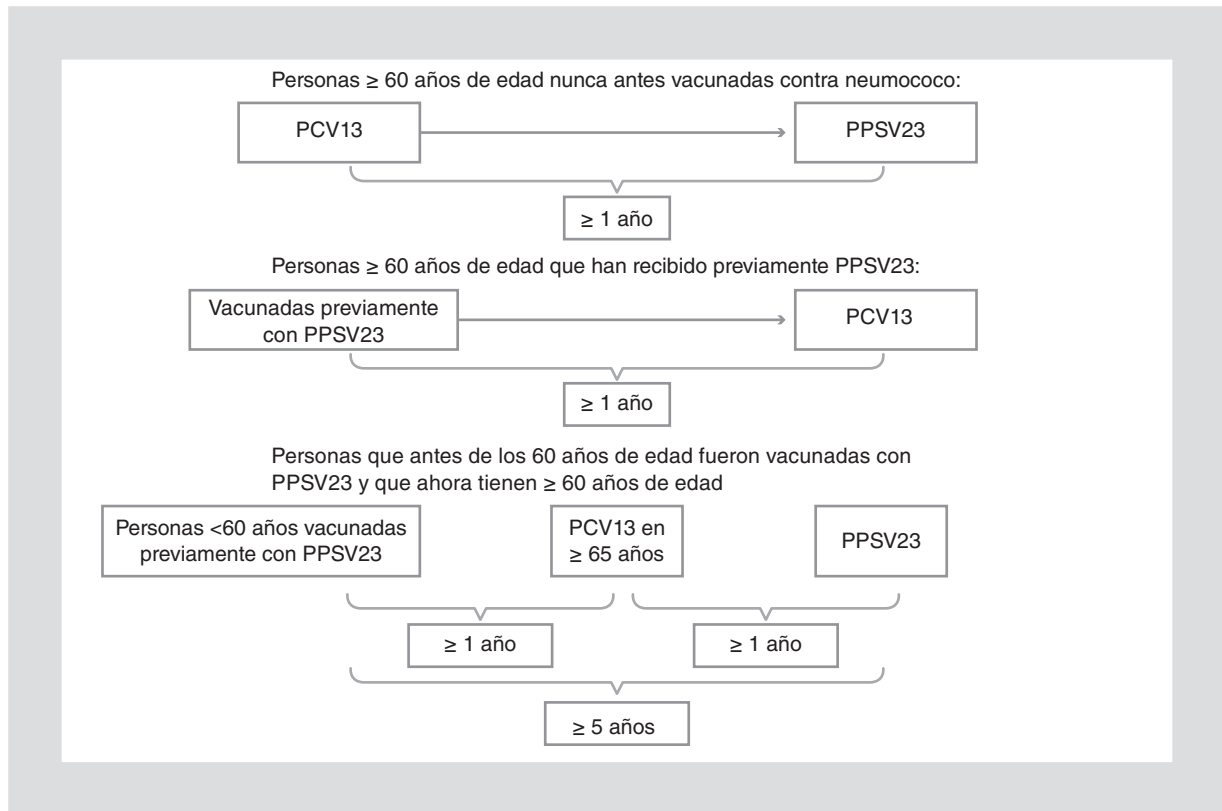 Personas ≥ 60 años de edad nunca antes vacunadas contra neumococo:
PCV13
PPSV23
≥ 1 año
Personas ≥ 60 años de edad que han recibido previamente PPSV23:
Vacunadas previamente
con PPSV23
PCV13
≥ 1 año
Personas que antes de los 60 años de edad fueron vacunadas con
PPSV23 y que ahora tienen ≥ 60 años de edad
Personas <60 años vacunadas
previamente con PPSV23
PCV13 en
≥ 65 años
PPSV23
≥ 1 año
≥ 1 año
≥ 5 años